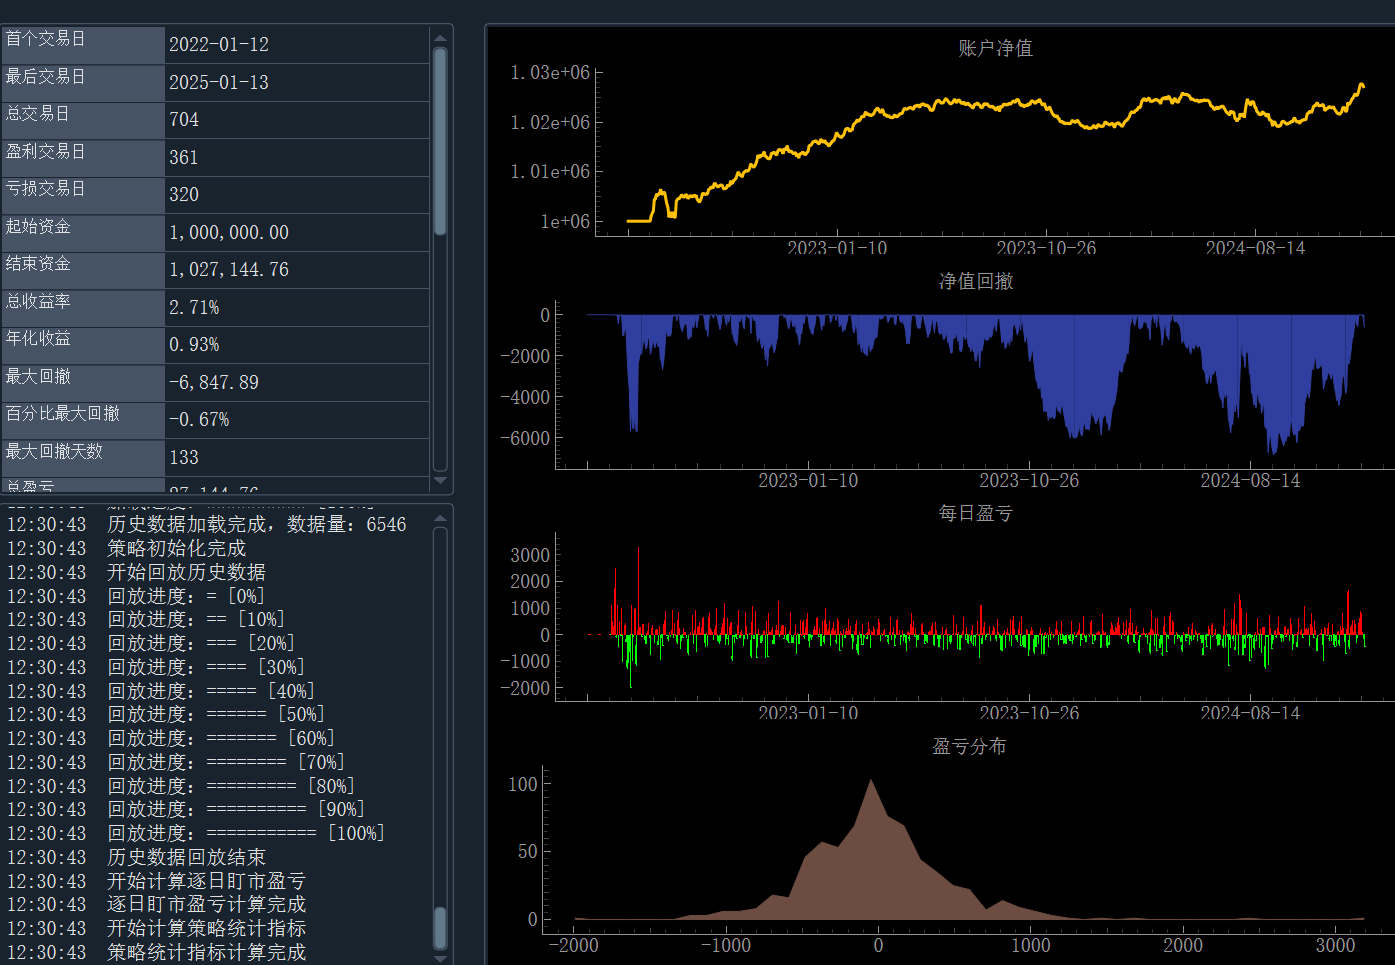 首个交易日 2022-01-12
最后交易日 2025-01-13
总交易日 704
盈利交易日 361
亏损交易日 320
起始资金 1,000,000.00
结束资金 1,027,144.76
总收益率 2.71%
年化收益 0.93%
最大回撤 -6,847.89
百分比最大回撤 -0.67%
最大回撤天数 133
总盈亏 27,144.76
12:30:43 历史数据加载完成，数据量：6546
12:30:43 策略初始化完成
12:30:43 开始回放历史数据
12:30:43 回放进度：= [0%]
12:30:43 回放进度：== [10%]
12:30:43 回放进度：=== [20%]
12:30:43 回放进度：==== [30%]
12:30:43 回放进度：===== [40%]
12:30:43 回放进度：====== [50%]
12:30:43 回放进度：======= [60%]
12:30:43 回放进度：======== [70%]
12:30:43 回放进度：========= [80%]
12:30:43 回放进度：========== [90%]
12:30:43 回放进度：=========== [100%]
12:30:43 历史数据回放结束
12:30:43 开始计算逐日盯市盈亏
12:30:43 逐日盯市盈亏计算完成
12:30:43 开始计算策略统计指标
12:30:43 策略统计指标计算完成
账户净值
1.03e+06
1.02e+06
1.01e+06
1e+06
2023-01-10 2023-10-26 2024-08-14
净值回撤
0
-2000
-4000
-6000
2023-01-10 2023-10-26 2024-08-14
每日盈亏
3000
2000
1000
0
-1000
-2000
2023-01-10 2023-10-26 2024-08-14
盈亏分布
100
50
0
-2000 -1000 0 1000 2000 3000